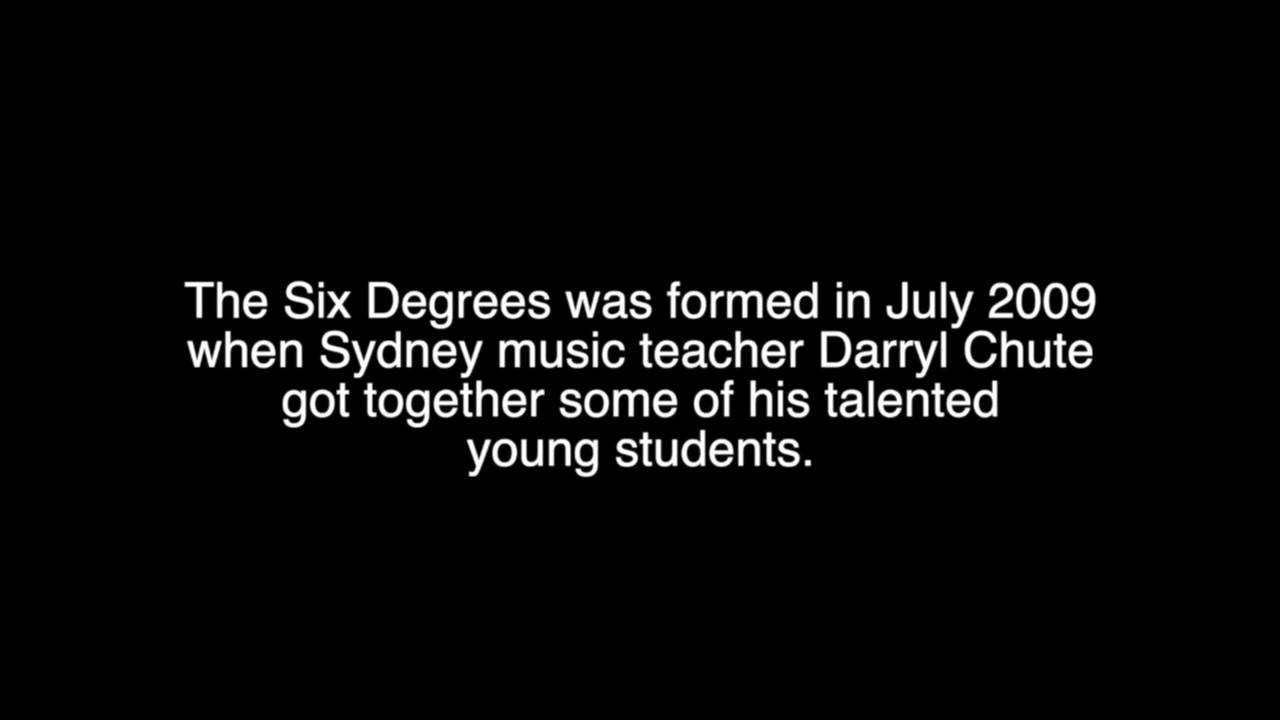 The Six Degrees was formed in July 2009
when Sydney music teacher Darryl Chute
got together some of his talented
young students.